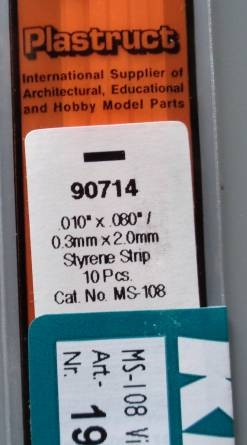 Plastruct
International Supplier of
Architectural, Educational
and Hobby Model Parts
90714
.010" x .080" /
0.3mm x 2.0mm
Styrene Strip
10 Pcs.
Cat. No. MS-108
MS-108 Vi
Art.- 19
Nr.